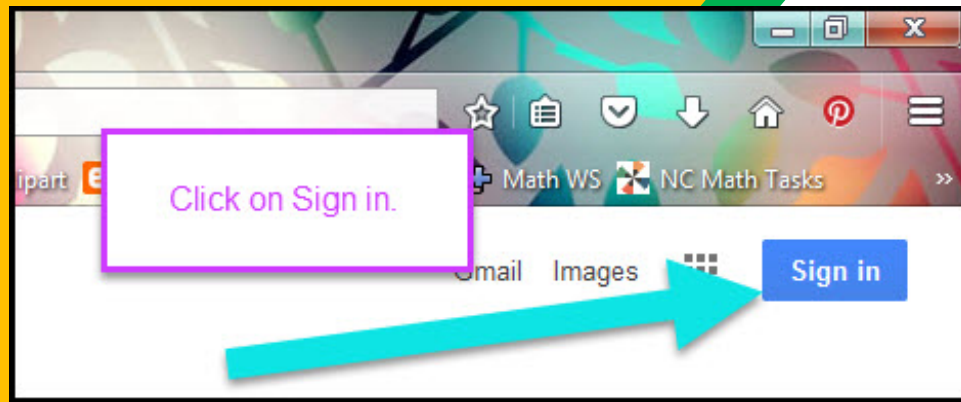 ipart
Math WS NC Math Tasks »
Click on Sign in.
Gmail Images Sign in